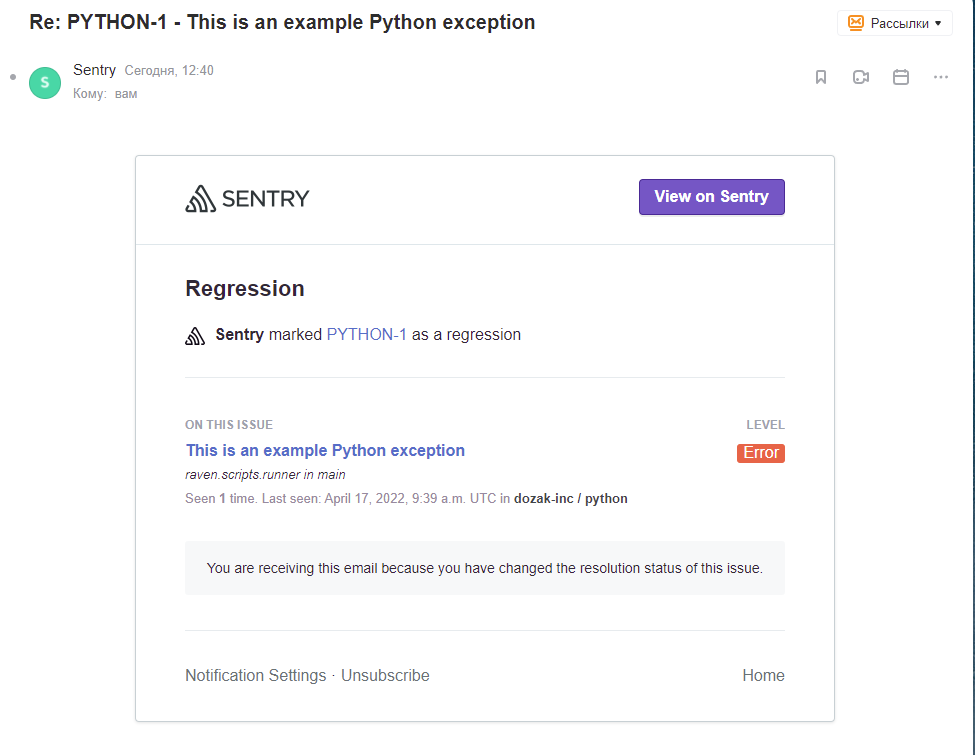 Re: PYTHON-1 - This is an example Python exception
Рассылки
S
Sentry Сегодня, 12:40
Кому: вам
SENTRY
View on Sentry
Regression
Sentry marked PYTHON-1 as a regression
ON THIS ISSUE
LEVEL
This is an example Python exception
Error
raven.scripts.runner in main
Seen 1 time. Last seen: April 17, 2022, 9:39 a.m. UTC in dozak-inc / python
You are receiving this email because you have changed the resolution status of this issue.
Notification Settings · Unsubscribe
Home